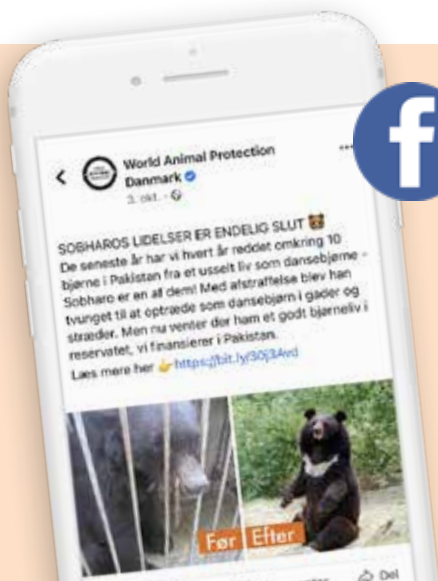 World Animal Protection
Danmark
3. okt.
SOBHAROS LIDELSER ER ENDELIG SLUT
De seneste år har vi hvert år reddet omkring 10
bjørne i Pakistan fra et usselt liv som dansebjørne -
Sobharo er en af dem! Med afstraffelse blev han
tvunget til at optræde som dansebjørn i gader og
stræder. Men nu venter der ham et godt bjørneliv i
reservatet, vi finansierer i Pakistan.
Læs mere her https://bit.ly/30j3Avd
Før Efter
Del